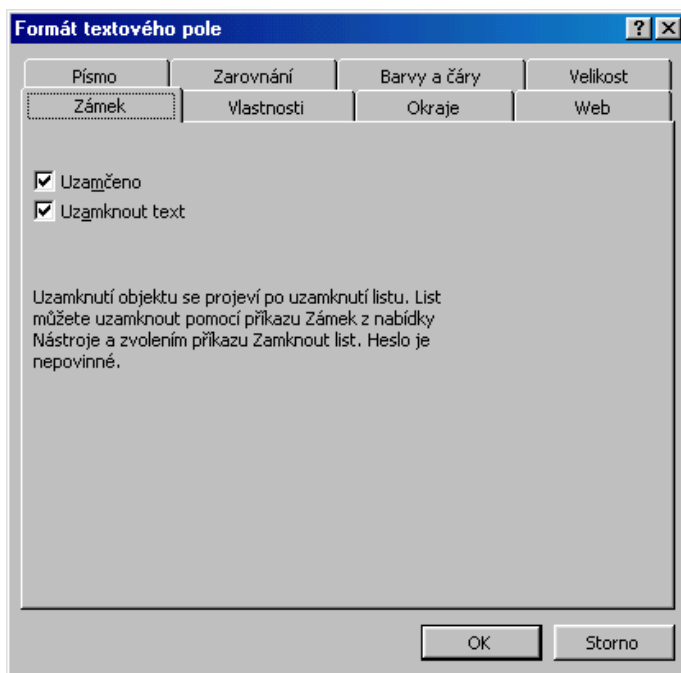 Formát textového pole
Písmo Zarovnání Barvy a čáry Velikost
Zámek Vlastnosti Okraje Web
Uzamčeno
Uzamknout text
Uzamknutí objektu se projeví po uzamknutí listu. List
můžete uzamknout pomocí příkazu Zámek z nabídky
Nástroje a zvolením příkazu Zamknout list. Heslo je
nepovinné.
OK Storno